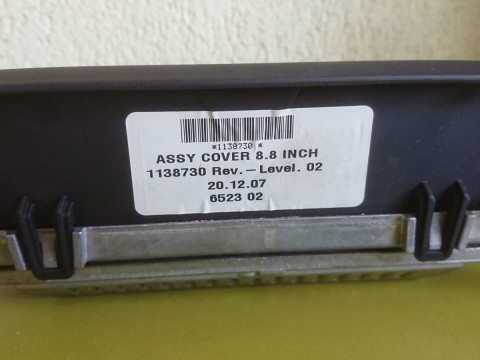 *1138730*
ASSY COVER 8.8 INCH
1138730 Rev.-Level. 02
20.12.07
6523 02